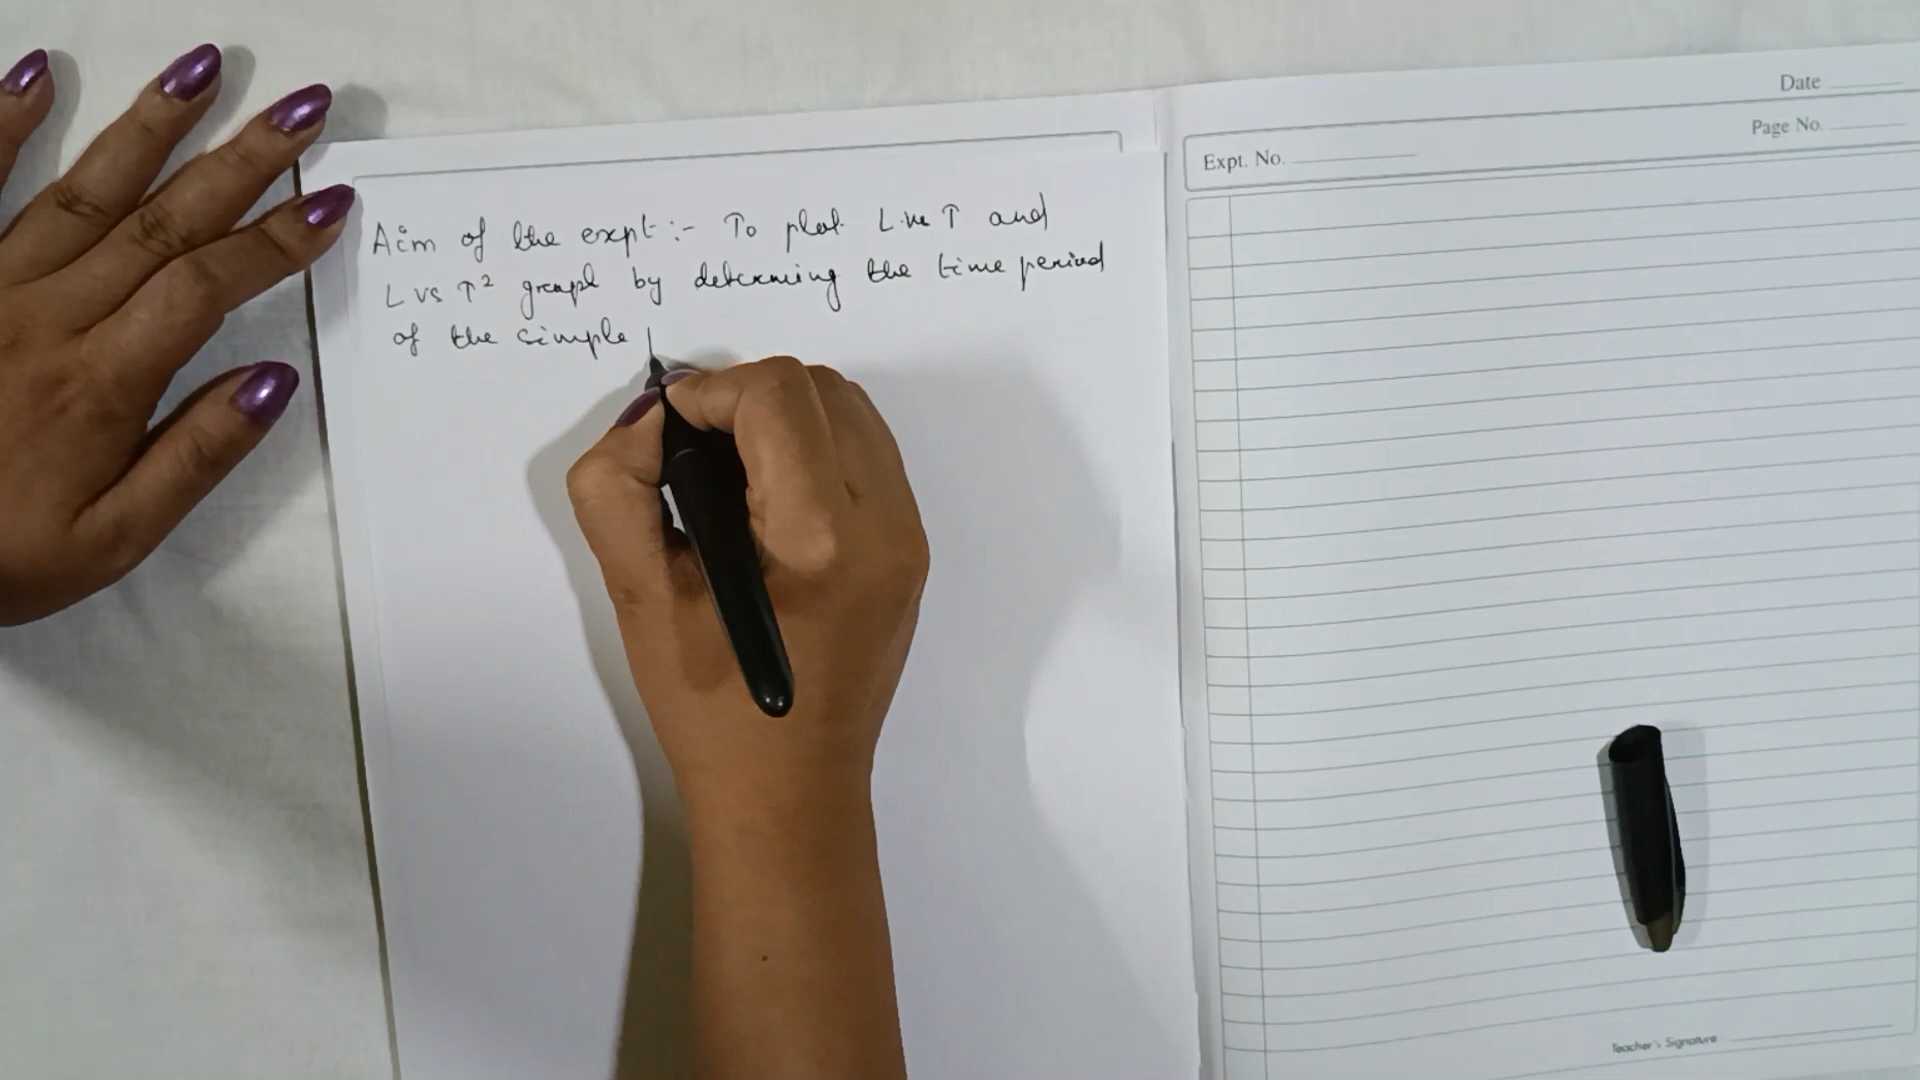 Aim of the expt :- To plot L vs T and
L vs T² graph by determing the time period
of the simple
Date
Page No.
Expt. No.
Teacher's Signature